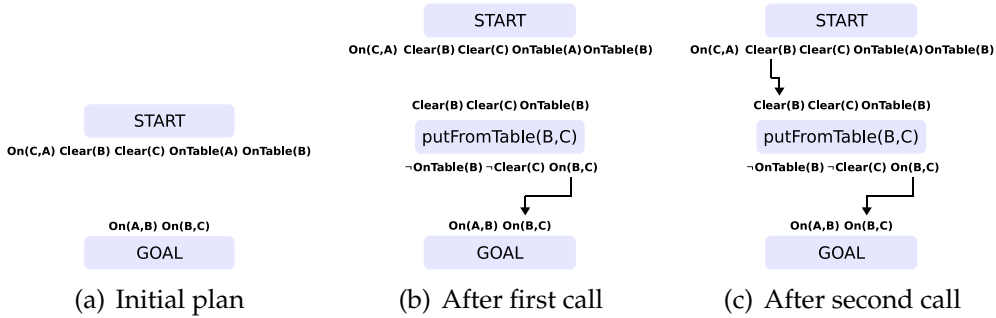 START
On(C,A) Clear(B) Clear(C) OnTable(A) OnTable(B)
On(A,B) On(B,C)
GOAL
(a) Initial plan
START
On(C,A) Clear(B) Clear(C) OnTable(A) OnTable(B)
Clear(B) Clear(C) OnTable(B)
putFromTable(B,C)
¬OnTable(B) ¬Clear(C) On(B,C)
On(A,B) On(B,C)
GOAL
(b) After first call
START
On(C,A) Clear(B) Clear(C) OnTable(A) OnTable(B)
Clear(B) Clear(C) OnTable(B)
putFromTable(B,C)
¬OnTable(B) ¬Clear(C) On(B,C)
On(A,B) On(B,C)
GOAL
(c) After second call